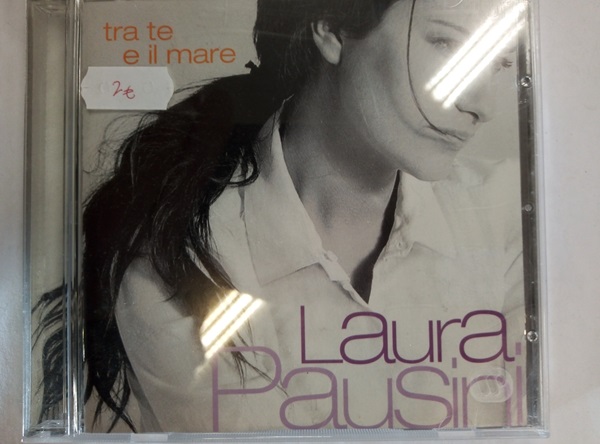 tra te
e il mare
2€
Laura
Pausini